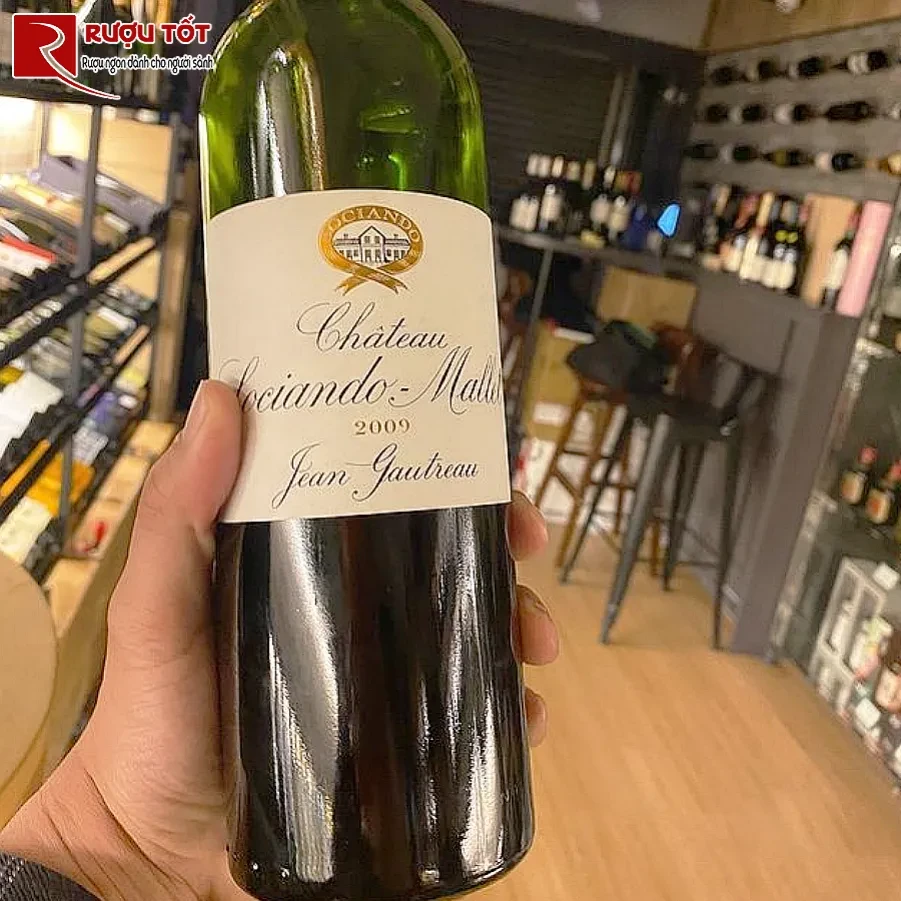 RƯỢU TỐT
Rượu ngon dành cho người sành
SOCIANDO
Château
Sociando-Mallet
2009
Jean Gautreau